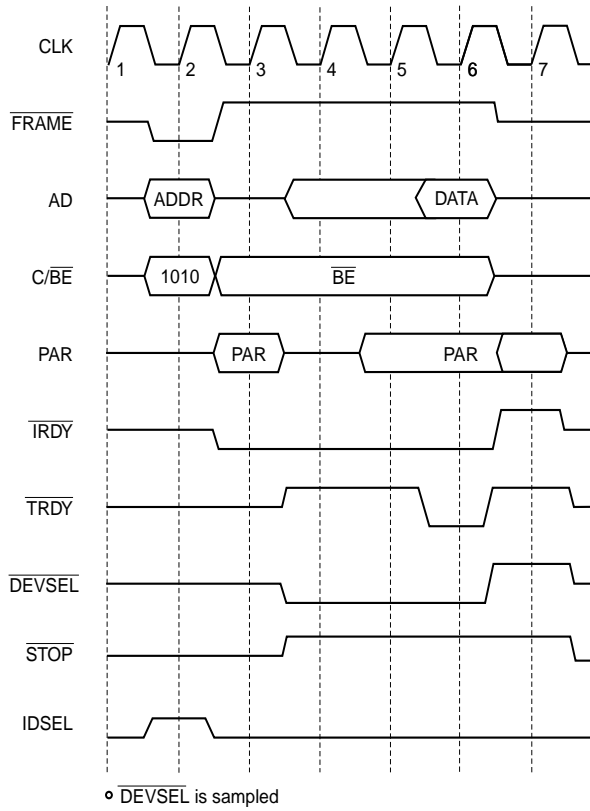 CLK
1 2 3 4 5 6 7
FRAME
AD ADDR DATA
C/BE 1010 BE
PAR PAR PAR
IRDY
TRDY
DEVSEL
STOP
IDSEL
DEVSEL is sampled